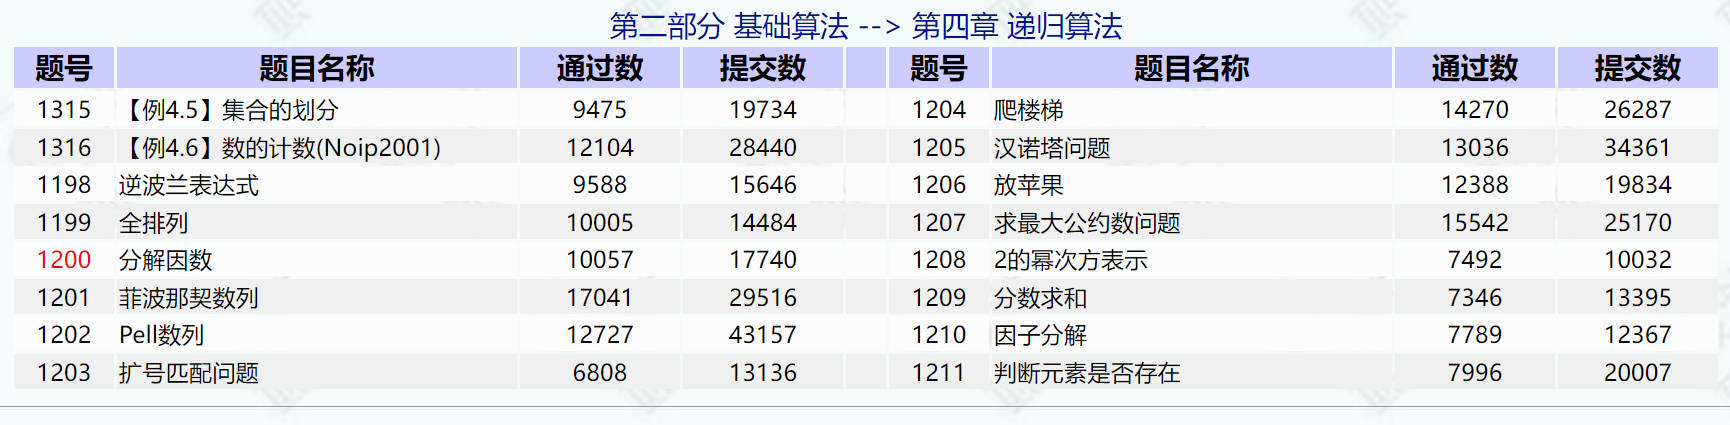 第二部分 基础算法 --> 第四章 递归算法
题号 题目名称 通过数 提交数 题号 题目名称 通过数 提交数
1315 【例4.5】集合的划分 9475 19734 1204 爬楼梯 14270 26287
1316 【例4.6】数的计数(Noip2001) 12104 28440 1205 汉诺塔问题 13036 34361
1198 逆波兰表达式 9588 15646 1206 放苹果 12388 19834
1199 全排列 10005 14484 1207 求最大公约数问题 15542 25170
1200 分解因数 10057 17740 1208 2的幂次方表示 7492 10032
1201 菲波那契数列 17041 29516 1209 分数求和 7346 13395
1202 Pell数列 12727 43157 1210 因子分解 7789 12367
1203 扩号匹配问题 6808 13136 1211 判断元素是否存在 7996 20007